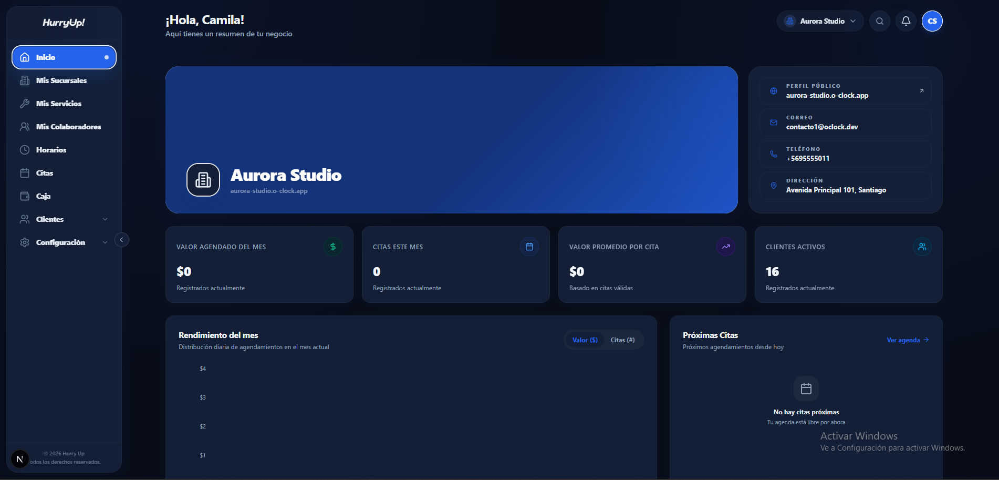 HurryUp!
Inicio
Mis Sucursales
Mis Servicios
Mis Colaboradores
Horarios
Citas
Caja
Clientes
Configuración
© 2026 Hurry Up
odos los derechos reservados.
N
¡Hola, Camila!
Aquí tienes un resumen de tu negocio
Aurora Studio
CS
Aurora Studio
aurora-studio.o-clock.app
PERFIL PÚBLICO
aurora-studio.o-clock.app
CORREO
contacto1@oclock.dev
TELÉFONO
+5695555011
DIRECCIÓN
Avenida Principal 101, Santiago
VALOR AGENDADO DEL MES
$0
Registrados actualmente
CITAS ESTE MES
0
Registrados actualmente
VALOR PROMEDIO POR CITA
$0
Basado en citas válidas
CLIENTES ACTIVOS
16
Registrados actualmente
Rendimiento del mes
Distribución diaria de agendamientos en el mes actual
Valor ($)
Citas (#)
$4
$3
$2
$1
Próximas Citas
Próximos agendamientos desde hoy
Ver agenda
No hay citas próximas
Tu agenda está libre por ahora
Activar Windows
Ve a Configuración para activar Windows.